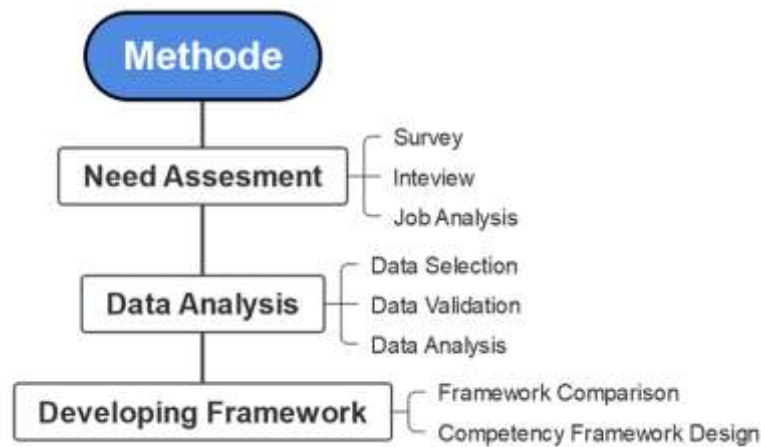 Methode
Need Assesment
Survey
Inteview
Job Analysis
Data Analysis
Data Selection
Data Validation
Data Analysis
Developing Framework
Framework Comparison
Competency Framework Design